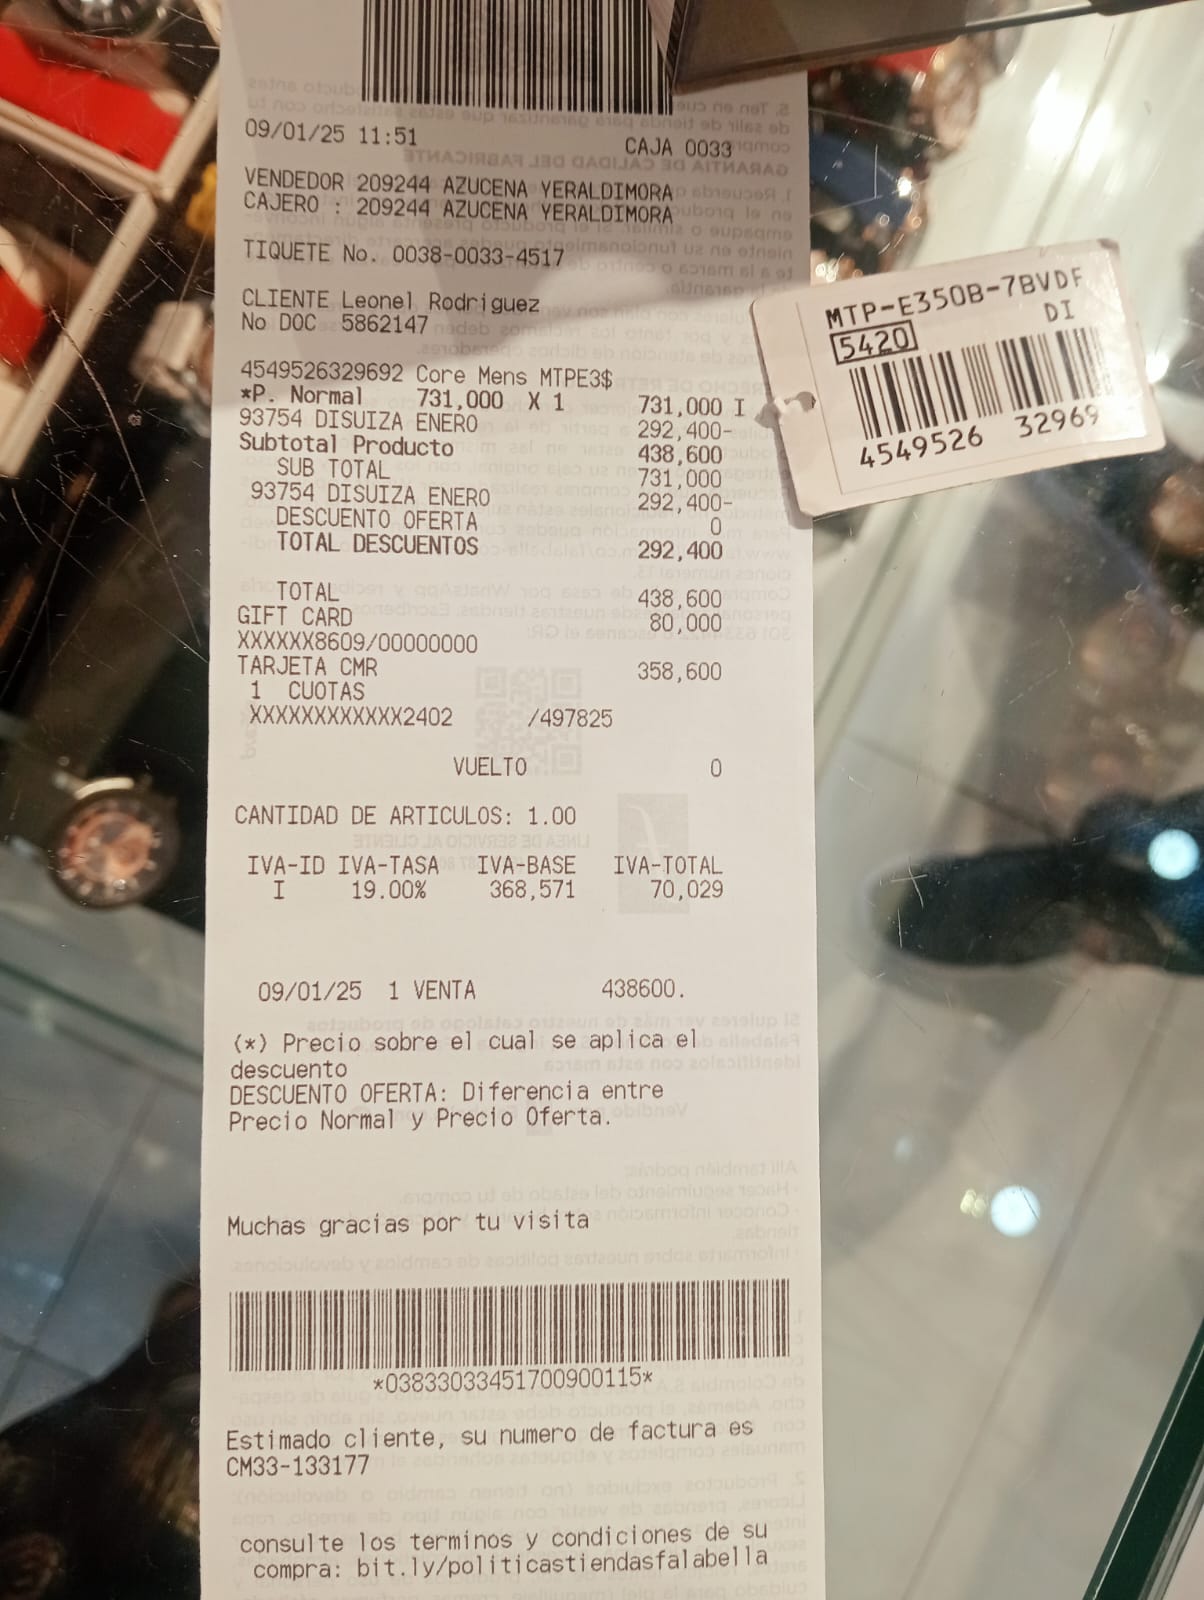 09/01/25 11:51 CAJA 0033
VENDEDOR 209244 AZUCENA YERALDIMORA
CAJERO : 209244 AZUCENA YERALDIMORA
TIQUETE No. 0038-0033-4517
CLIENTE Leonel Rodriguez
No DOC 5862147
4549526329692 Core Mens MTPE3$
*P. Normal 731,000 X 1 731,000 I
93754 DISUIZA ENERO 292,400-
Subtotal Producto 438,600
SUB TOTAL 731,000
93754 DISUIZA ENERO 292,400-
DESCUENTO OFERTA 0
TOTAL DESCUENTOS 292,400
TOTAL 438,600
GIFT CARD 80,000
XXXXXX8609/00000000
TARJETA CMR 358,600
1 CUOTAS
XXXXXXXXXXXX2402 /497825
VUELTO 0
CANTIDAD DE ARTICULOS: 1.00
IVA-ID IVA-TASA IVA-BASE IVA-TOTAL
I 19.00% 368,571 70,029
09/01/25 1 VENTA 438600.
(*) Precio sobre el cual se aplica el
descuento
DESCUENTO OFERTA: Diferencia entre
Precio Normal y Precio Oferta.
Muchas gracias por tu visita
*03833033451700900115*
Estimado cliente, su numero de factura es
CM33-133177
consulte los terminos y condiciones de su
compra: bit.ly/politicastiendasfalabella
MTP-E350B-7BVDF
DI
5420
4549526 32969